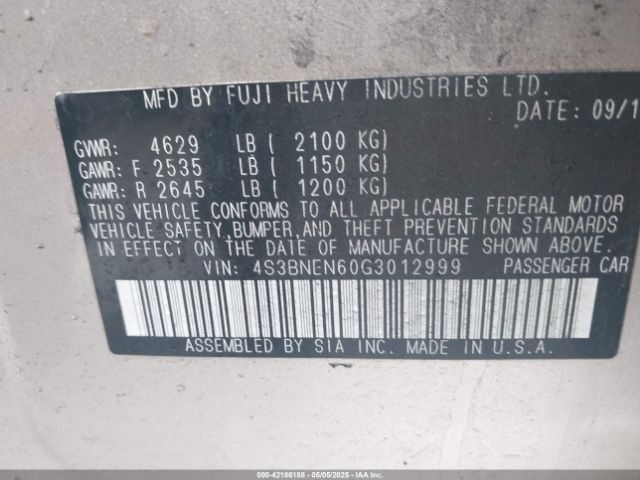 MFD BY FUJI HEAVY INDUSTRIES LTD.
DATE: 09/1
GVWR: 4629 LB ( 2100 KG)
GAWR: F 2535 LB ( 1150 KG)
GAWR: R 2645 LB ( 1200 KG)
THIS VEHICLE CONFORMS TO ALL APPLICABLE FEDERAL MOTOR
VEHICLE SAFETY, BUMPER, AND THEFT PREVENTION STANDARDS
IN EFFECT ON THE DATE OF MANUFACTURE SHOWN ABOVE.
VIN: 4S3BNEN60G3012999 PASSENGER CAR
ASSEMBLED BY SIA INC. MADE IN U.S.A.
000-42186188 - 05/05/2025 - IAA Inc.